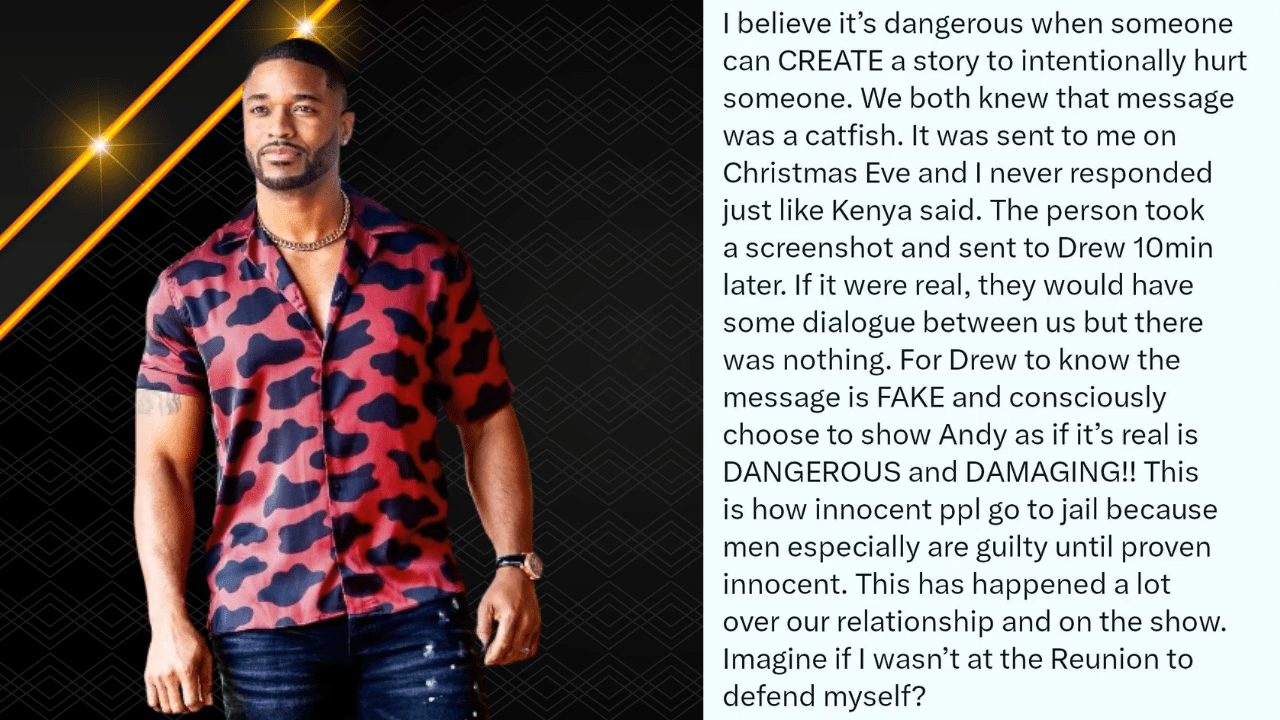 I believe it’s dangerous when someone
can CREATE a story to intentionally hurt
someone. We both knew that message
was a catfish. It was sent to me on
Christmas Eve and I never responded
just like Kenya said. The person took
a screenshot and sent to Drew 10min
later. If it were real, they would have
some dialogue between us but there
was nothing. For Drew to know the
message is FAKE and consciously
choose to show Andy as if it’s real is
DANGEROUS and DAMAGING!! This
is how innocent ppl go to jail because
men especially are guilty until proven
innocent. This has happened a lot
over our relationship and on the show.
Imagine if I wasn’t at the Reunion to
defend myself?